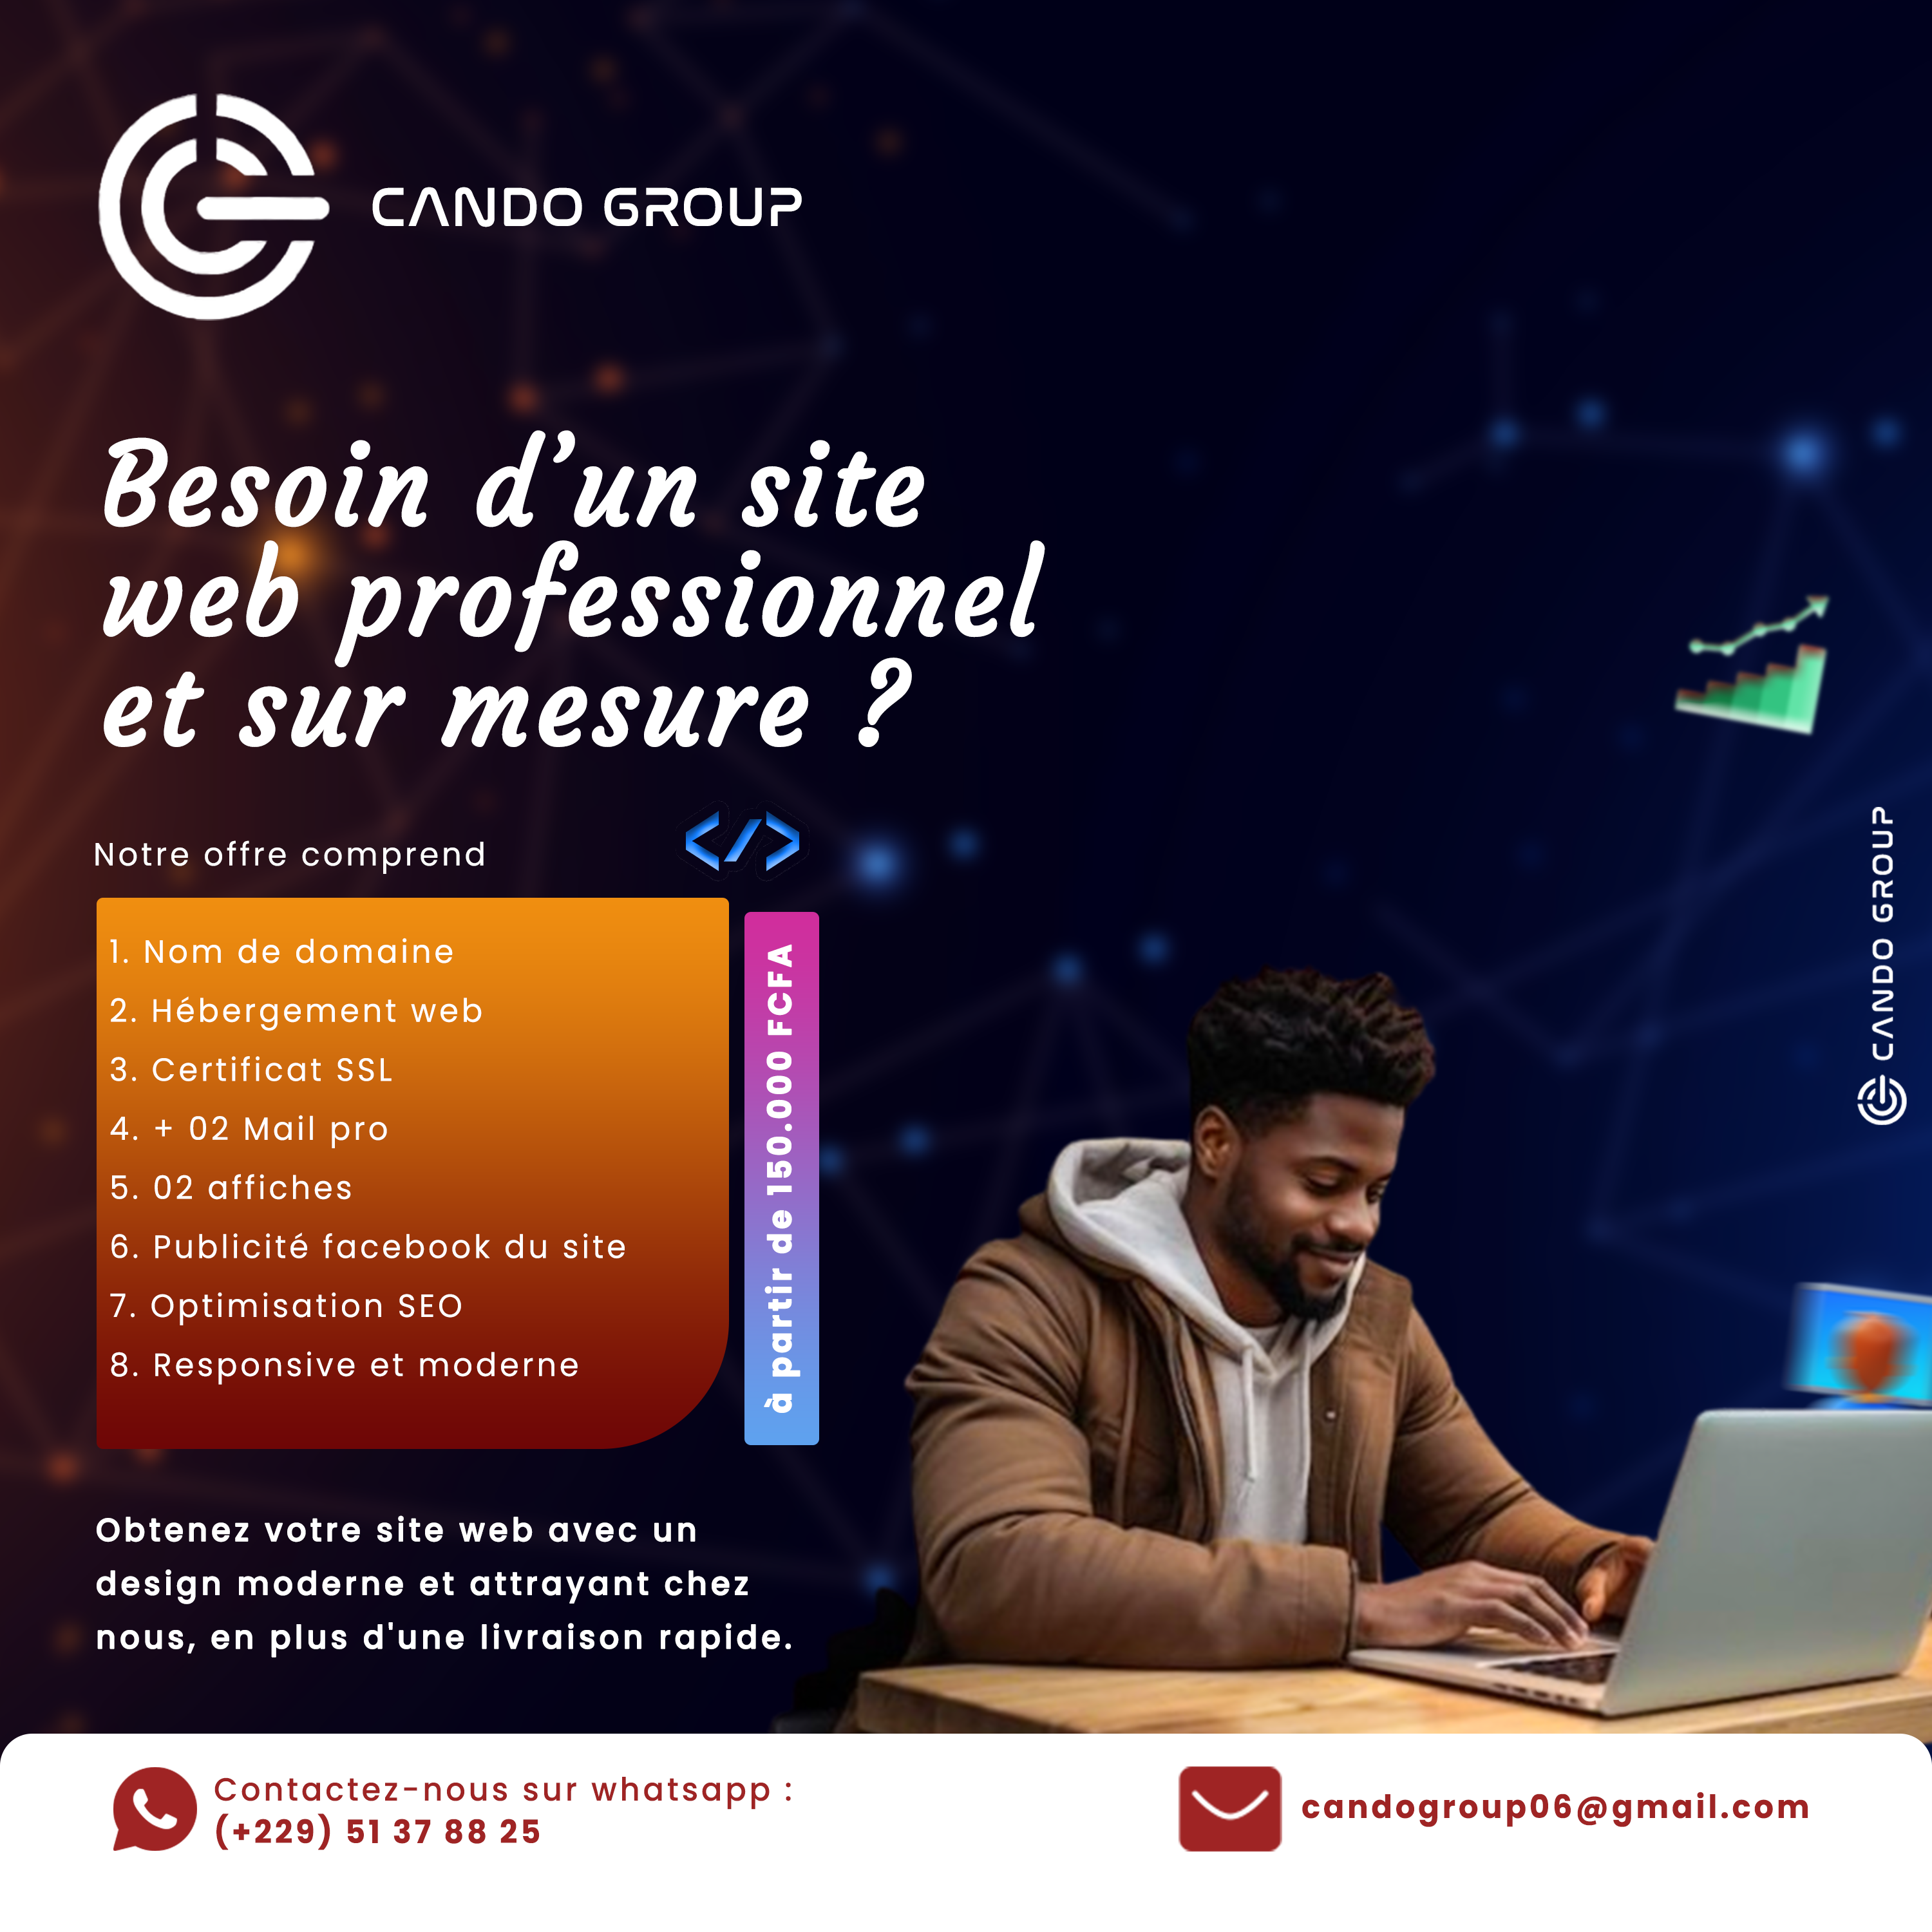 CANDO GROUP
Besoin d’un site
web professionnel
et sur mesure ?
Notre offre comprend
1. Nom de domaine
2. Hébergement web
3. Certificat SSL
4. + 02 Mail pro
5. 02 affiches
6. Publicité facebook du site
7. Optimisation SEO
8. Responsive et moderne
à partir de 150.000 FCFA
CANDO GROUP
Obtenez votre site web avec un
design moderne et attrayant chez
nous, en plus d'une livraison rapide.
Contactez-nous sur whatsapp :
(+229) 51 37 88 25
candogroup06@gmail.com